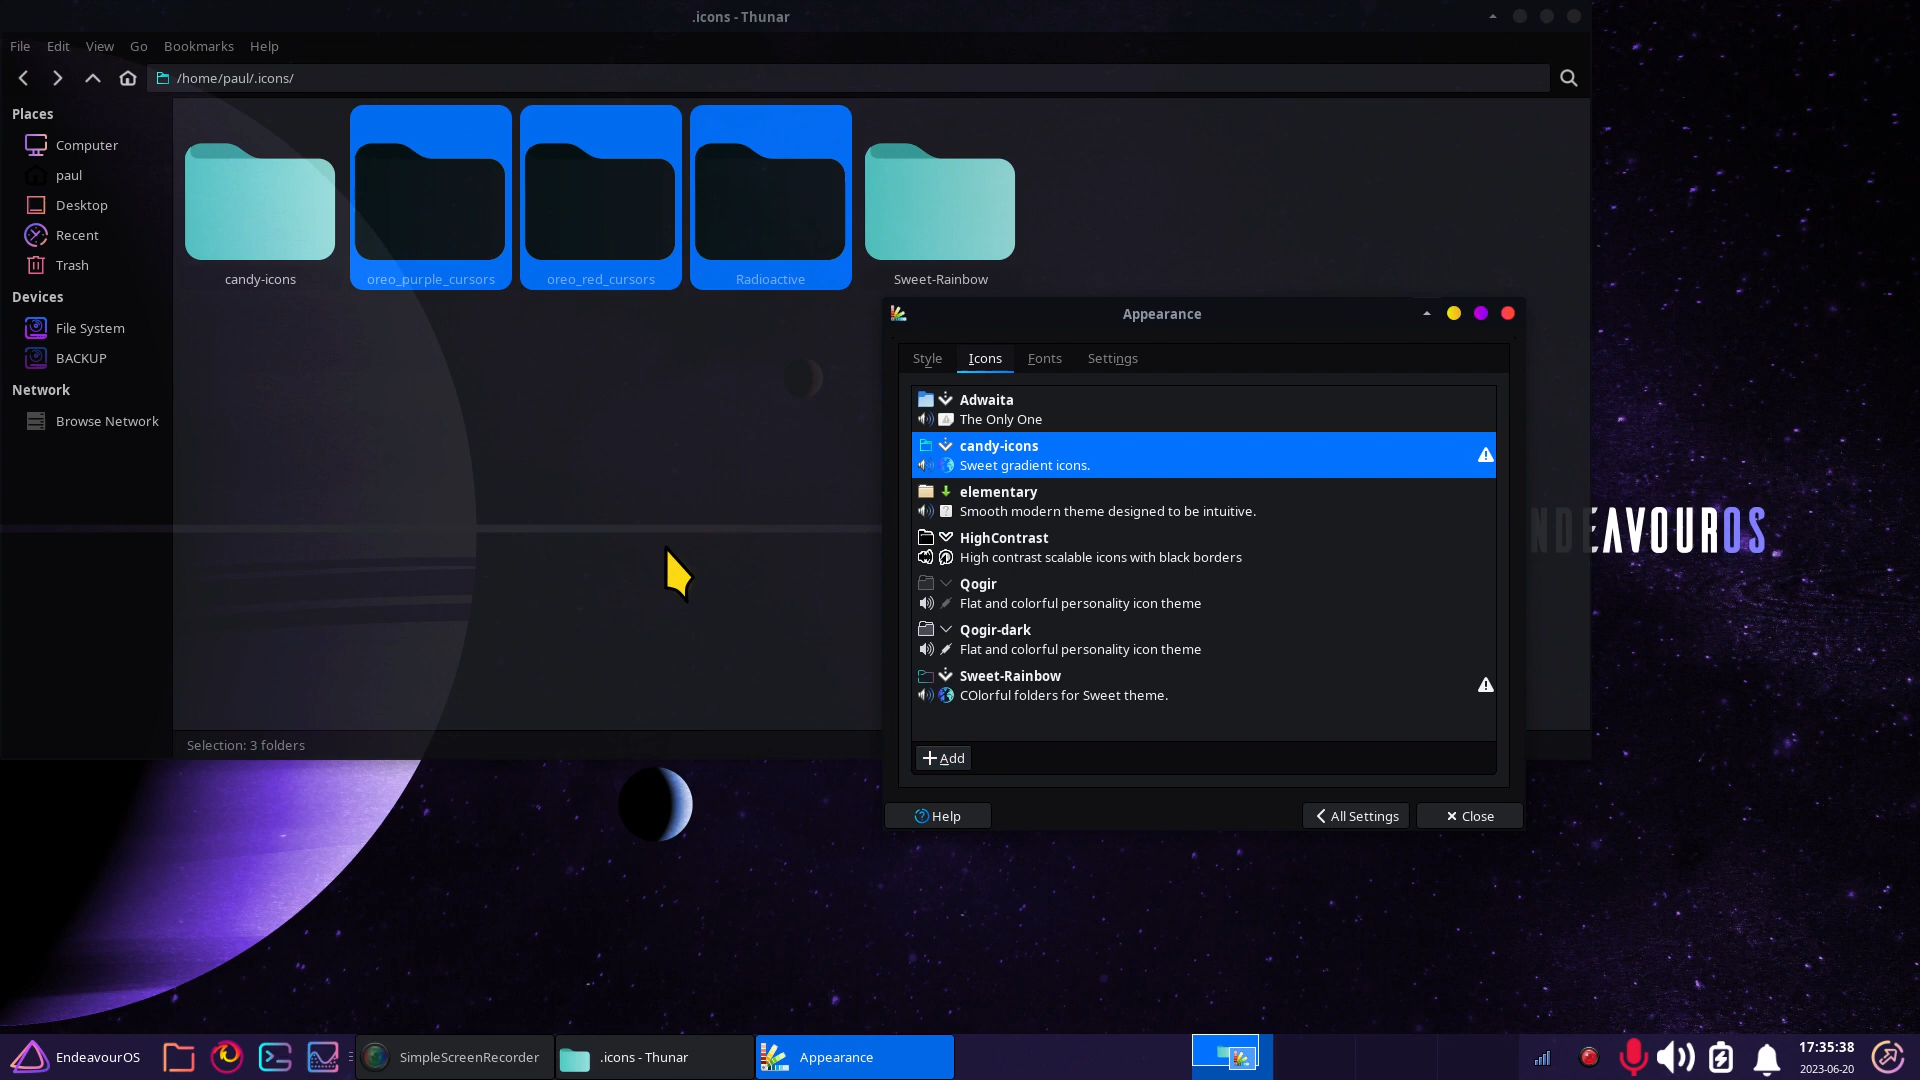 .icons - Thunar
File Edit View Go Bookmarks Help
/home/paul/.icons/
Places
Computer
paul
Desktop
Recent
Trash
Devices
File System
BACKUP
Network
Browse Network
candy-icons
oreo_purple_cursors
oreo_red_cursors
Radioactive
Sweet-Rainbow
Selection: 3 folders
Appearance
Style Icons Fonts Settings
Adwaita
The Only One
candy-icons
Sweet gradient icons.
elementary
Smooth modern theme designed to be intuitive.
HighContrast
High contrast scalable icons with black borders
Qogir
Flat and colorful personality icon theme
Qogir-dark
Flat and colorful personality icon theme
Sweet-Rainbow
COlorful folders for Sweet theme.
Add
Help
All Settings
Close
NDEAVOUROS
EndeavourOS
SimpleScreenRecorder
.icons - Thunar
Appearance
17:35:38
2023-06-20